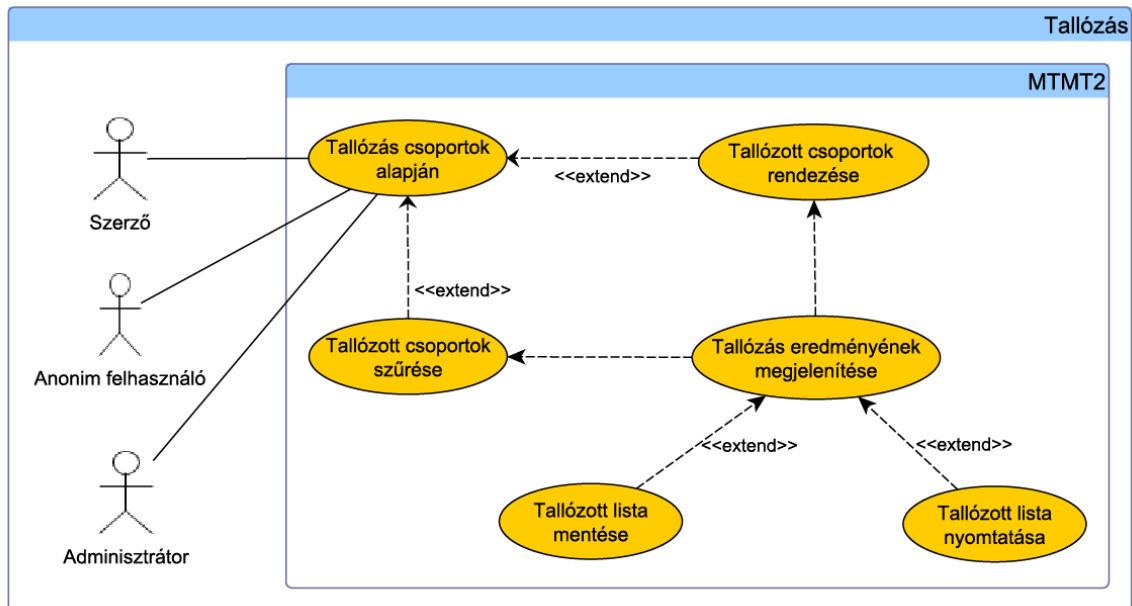 Tallózás
MTMT2
Tallózás csoportok
alapján
Tallózott csoportok
rendezése
<<extend>>
Szerző
<<extend>>
Tallózott csoportok
szűrése
Tallózás eredményének
megjelenítése
Anonim felhasználó
<<extend>>
<<extend>>
Tallózott lista
mentése
Tallózott lista
nyomtatása
Adminisztrátor